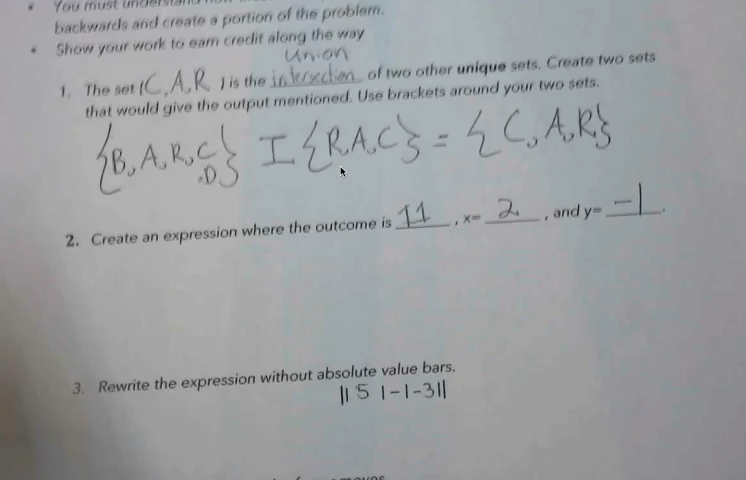 You must understand
backwards and create a portion of the problem.
Show your work to earn credit along the way
union
1. The set {C,A,R } is the intersection of two other unique sets. Create two sets
that would give the output mentioned. Use brackets around your two sets.
{B,A,R,C,D} I {R,A,C} = {C,A,R}
2. Create an expression where the outcome is 11, x= 2, and y= -1.
3. Rewrite the expression without absolute value bars.
||5|-|-3||